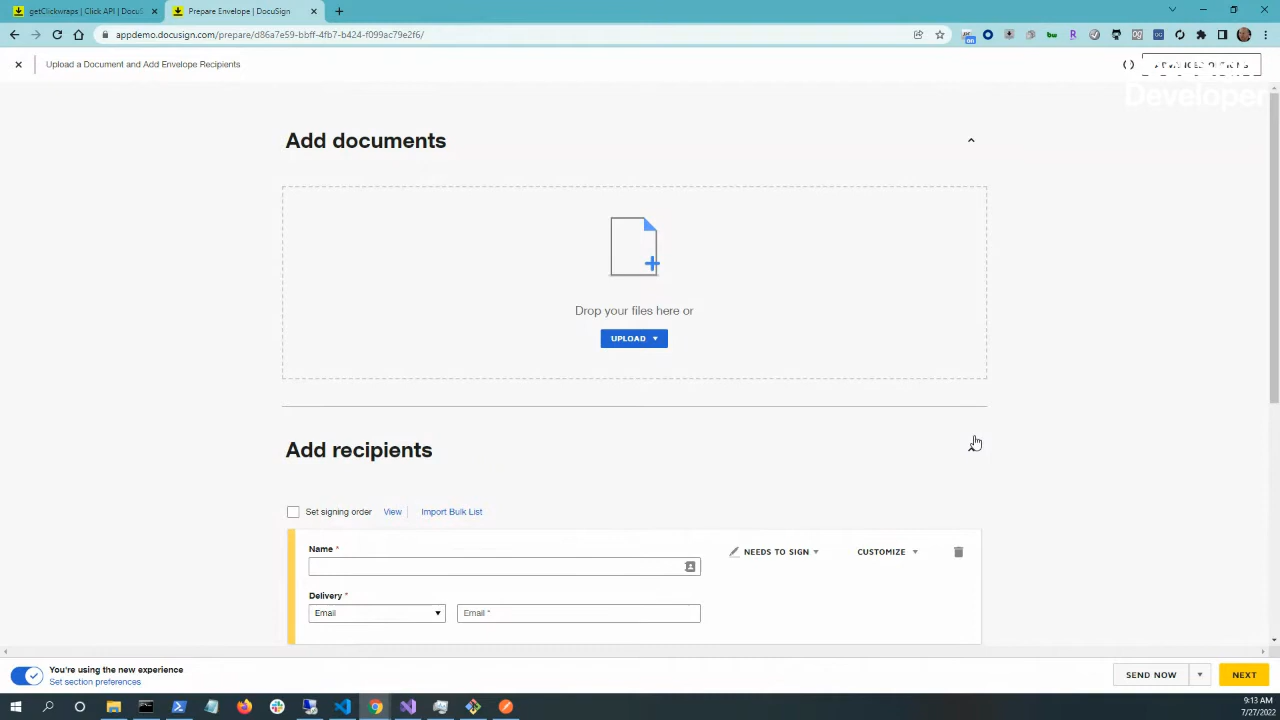 getClickwraps | Click API | DocuS
Prepare Envelope | DocuSign
appdemo.docusign.com/prepare/d86a7e59-bbff-4fb7-b424-f099ac79e2f6/
on
Upload a Document and Add Envelope Recipients
Developer
Add documents
Drop your files here or
UPLOAD
Add recipients
Set signing order View | Import Bulk List
Name *
NEEDS TO SIGN
CUSTOMIZE
Delivery *
Email
Email *
You're using the new experience
Set section preferences
SEND NOW
NEXT
9:13 AM
7/27/2022